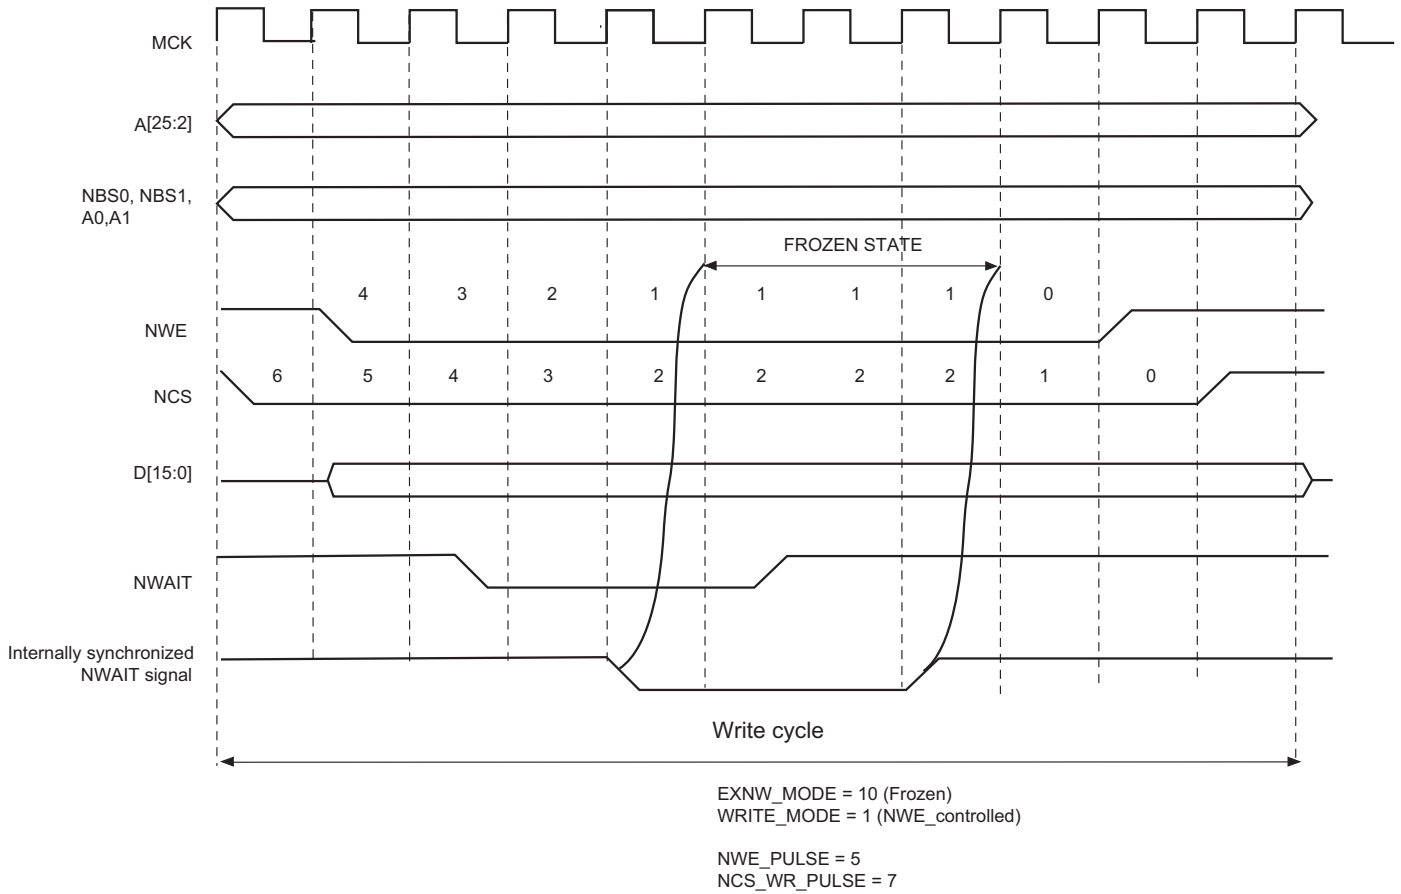 MCK
A[25:2]
NBS0, NBS1,
A0,A1
FROZEN STATE
4 3 2 1 1 1 1 0
NWE
6 5 4 3 2 2 2 2 1 0
NCS
D[15:0]
NWAIT
Internally synchronized
NWAIT signal
Write cycle
EXNW_MODE = 10 (Frozen)
WRITE_MODE = 1 (NWE_controlled)
NWE_PULSE = 5
NCS_WR_PULSE = 7